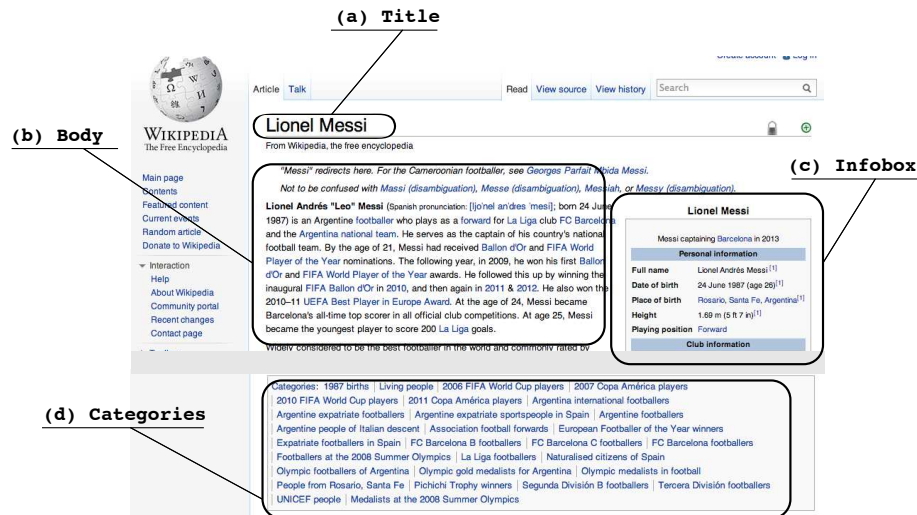 (a) Title
Create account Log in
Article Talk Read View source View history Search
WIKIPEDIA
The Free Encyclopedia
Lionel Messi
From Wikipedia, the free encyclopedia
(b) Body
(c) Infobox
Main page
Contents
Featured content
Current events
Random article
Donate to Wikipedia
Interaction
Help
About Wikipedia
Community portal
Recent changes
Contact page
"Messi" redirects here. For the Cameroonian footballer, see Georges Parfait Mbida Messi.
Not to be confused with Massi (disambiguation), Messe (disambiguation), Messiah, or Messy (disambiguation).
Lionel Andrés "Leo" Messi (Spanish pronunciation: [ljoˈnel anˈdɾes ˈmesi]; born 24 June
1987) is an Argentine footballer who plays as a forward for La Liga club FC Barcelona
and the Argentina national team. He serves as the captain of his country's national
football team. By the age of 21, Messi had received Ballon d'Or and FIFA World
Player of the Year nominations. The following year, in 2009, he won his first Ballon
d'Or and FIFA World Player of the Year awards. He followed this up by winning the
inaugural FIFA Ballon d'Or in 2010, and then again in 2011 & 2012. He also won the
2010–11 UEFA Best Player in Europe Award. At the age of 24, Messi became
Barcelona's all-time top scorer in all official club competitions. At age 25, Messi
became the youngest player to score 200 La Liga goals.
Widely considered to be the best footballer in the world and commonly rated by
Lionel Messi
Messi captaining Barcelona in 2013
Personal information
Full name Lionel Andrés Messi[1]
Date of birth 24 June 1987 (age 26)[1]
Place of birth Rosario, Santa Fe, Argentina[1]
Height 1.69 m (5 ft 7 in)[1]
Playing position Forward
Club information
(d) Categories
Categories: 1987 births | Living people | 2006 FIFA World Cup players | 2007 Copa América players
| 2010 FIFA World Cup players | 2011 Copa América players | Argentina international footballers
| Argentine expatriate footballers | Argentine expatriate sportspeople in Spain | Argentine footballers
| Argentine people of Italian descent | Association football forwards | European Footballer of the Year winners
| Expatriate footballers in Spain | FC Barcelona B footballers | FC Barcelona C footballers | FC Barcelona footballers
| Footballers at the 2008 Summer Olympics | La Liga footballers | Naturalised citizens of Spain
| Olympic footballers of Argentina | Olympic gold medalists for Argentina | Olympic medalists in football
| People from Rosario, Santa Fe | Pichichi Trophy winners | Segunda División B footballers | Tercera División footballers
| UNICEF people | Medalists at the 2008 Summer Olympics